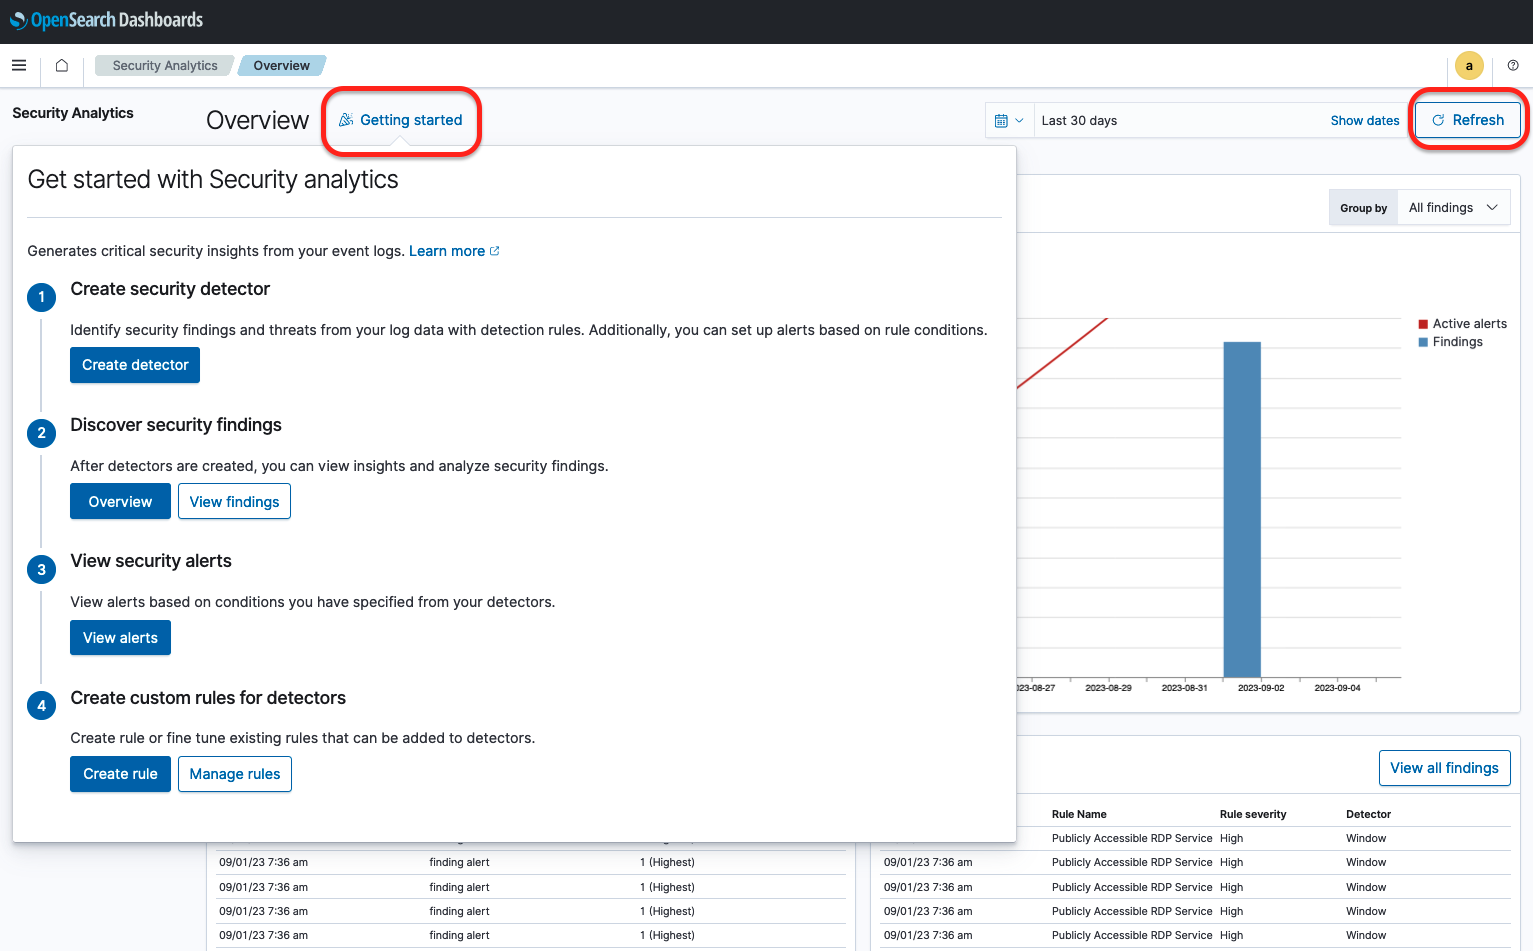 OpenSearch Dashboards
Security Analytics
Overview
a
Security Analytics
Overview
Getting started
Last 30 days
Show dates
Refresh
Get started with Security analytics
Generates critical security insights from your event logs. Learn more
1
Create security detector
Identify security findings and threats from your log data with detection rules. Additionally, you can set up alerts based on rule conditions.
Create detector
2
Discover security findings
After detectors are created, you can view insights and analyze security findings.
Overview
View findings
3
View security alerts
View alerts based on conditions you have specified from your detectors.
View alerts
4
Create custom rules for detectors
Create rule or fine tune existing rules that can be added to detectors.
Create rule
Manage rules
Group by
All findings
Active alerts
Findings
23-08-27 2023-08-29 2023-08-31 2023-09-02 2023-09-04
View all findings
Rule Name Rule severity Detector
Publicly Accessible RDP Service High Window
09/01/23 7:36 am finding alert 1 (Highest)
09/01/23 7:36 am finding alert 1 (Highest)
09/01/23 7:36 am finding alert 1 (Highest)
09/01/23 7:36 am finding alert 1 (Highest)
09/01/23 7:36 am Publicly Accessible RDP Service High Window
09/01/23 7:36 am Publicly Accessible RDP Service High Window
09/01/23 7:36 am Publicly Accessible RDP Service High Window
09/01/23 7:36 am Publicly Accessible RDP Service High Window